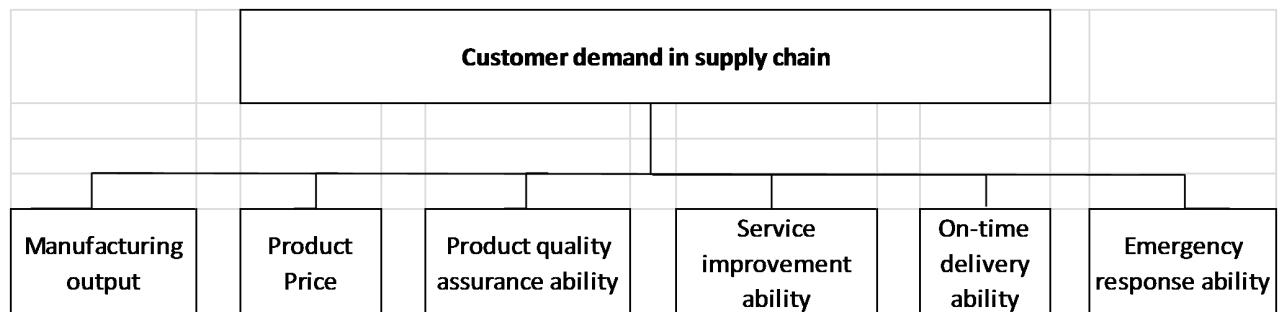 Customer demand in supply chain
Manufacturing
output
Product
Price
Product quality
assurance ability
Service
improvement
ability
On-time
delivery
ability
Emergency
response ability